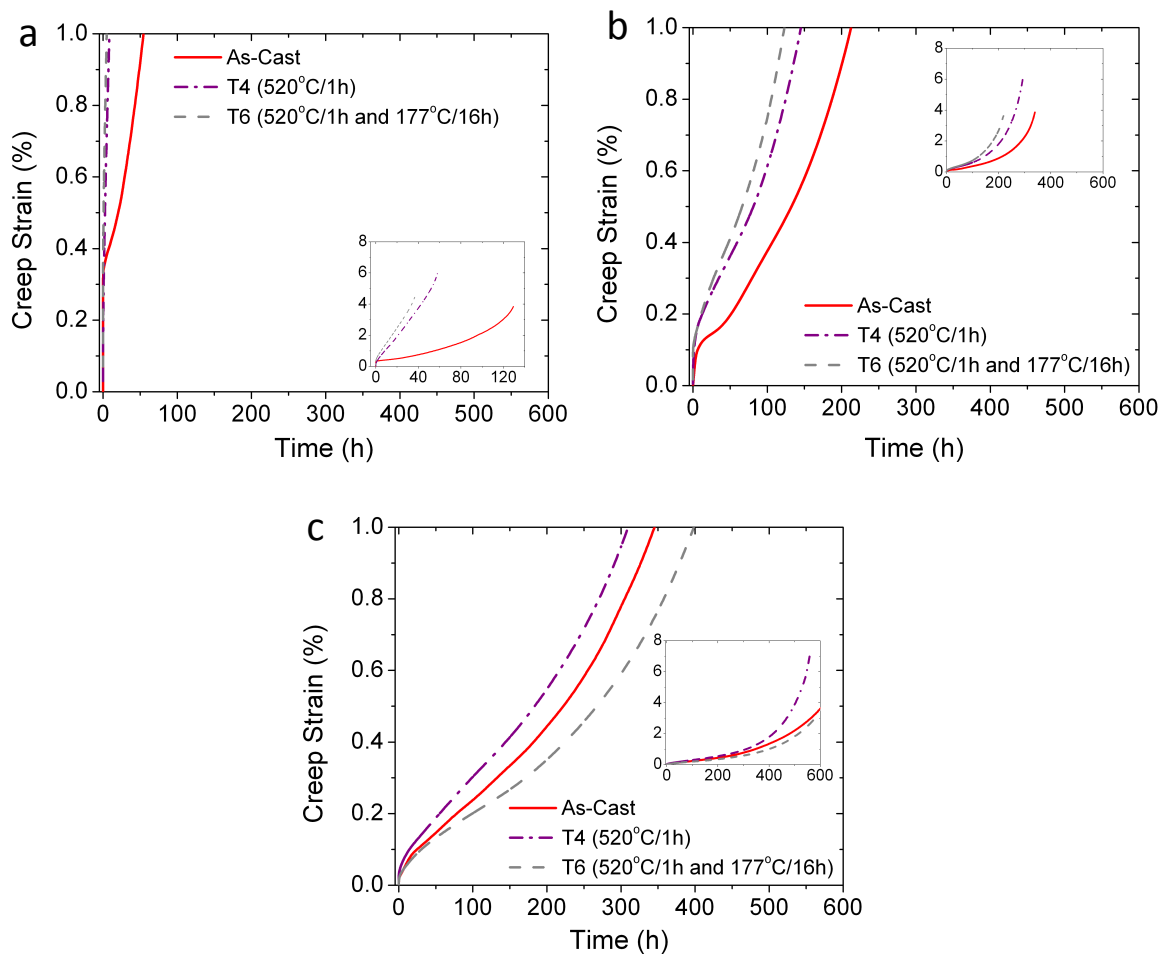 a
1.0
0.8
0.6
0.4
0.2
0.0
Creep Strain (%)
As-Cast
T4 (520°C/1h)
T6 (520°C/1h and 177°C/16h)
8
6
4
2
0
0 40 80 120
0 100 200 300 400 500 600
Time (h)
b
1.0
0.8
0.6
0.4
0.2
0.0
Creep Strain (%)
8
6
4
2
0
0 200 400 600
As-Cast
T4 (520°C/1h)
T6 (520°C/1h and 177°C/16h)
0 100 200 300 400 500 600
Time (h)
c
1.0
0.8
0.6
0.4
0.2
0.0
Creep Strain (%)
8
6
4
2
0
0 200 400 600
As-Cast
T4 (520°C/1h)
T6 (520°C/1h and 177°C/16h)
0 100 200 300 400 500 600
Time (h)